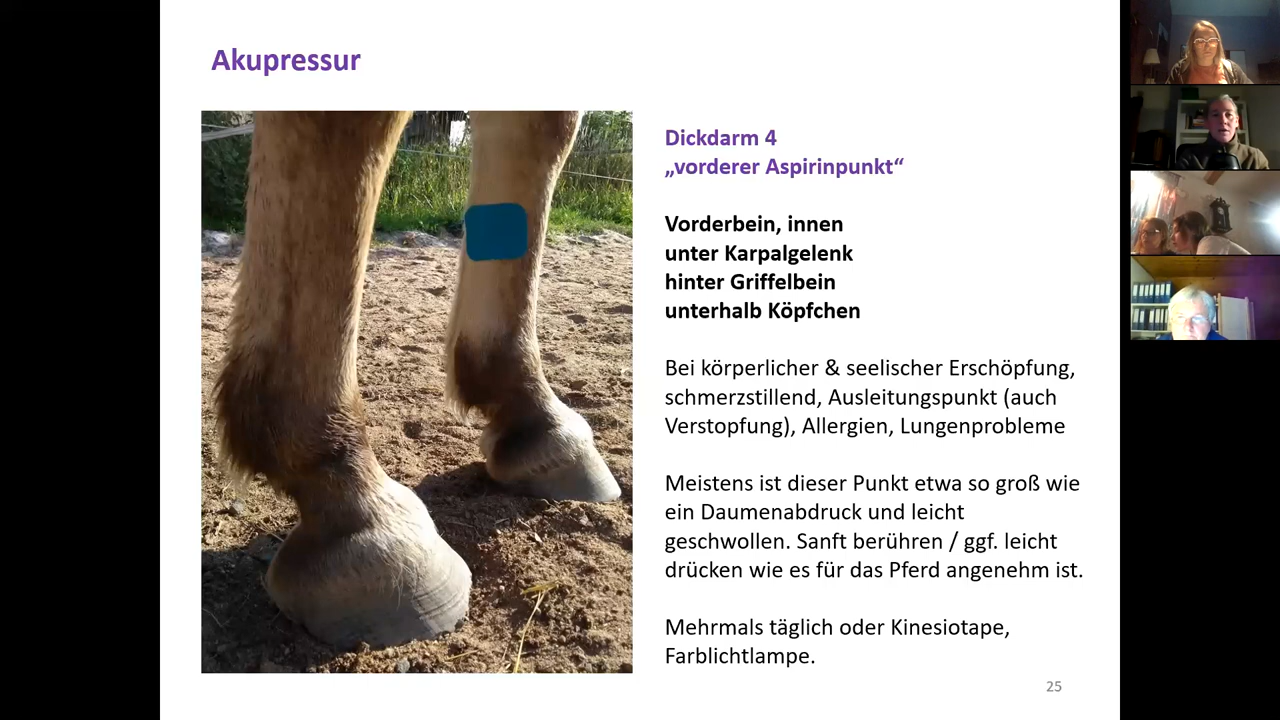 Akupressur
Dickdarm 4
„vorderer Aspirinpunkt“
Vorderbein, innen
unter Karpalgelenk
hinter Griffelbein
unterhalb Köpfchen
Bei körperlicher & seelischer Erschöpfung,
schmerzstillend, Ausleitungspunkt (auch
Verstopfung), Allergien, Lungenprobleme
Meistens ist dieser Punkt etwa so groß wie
ein Daumenabdruck und leicht
geschwollen. Sanft berühren / ggf. leicht
drücken wie es für das Pferd angenehm ist.
Mehrmals täglich oder Kinesiotape,
Farblichtlampe.
25